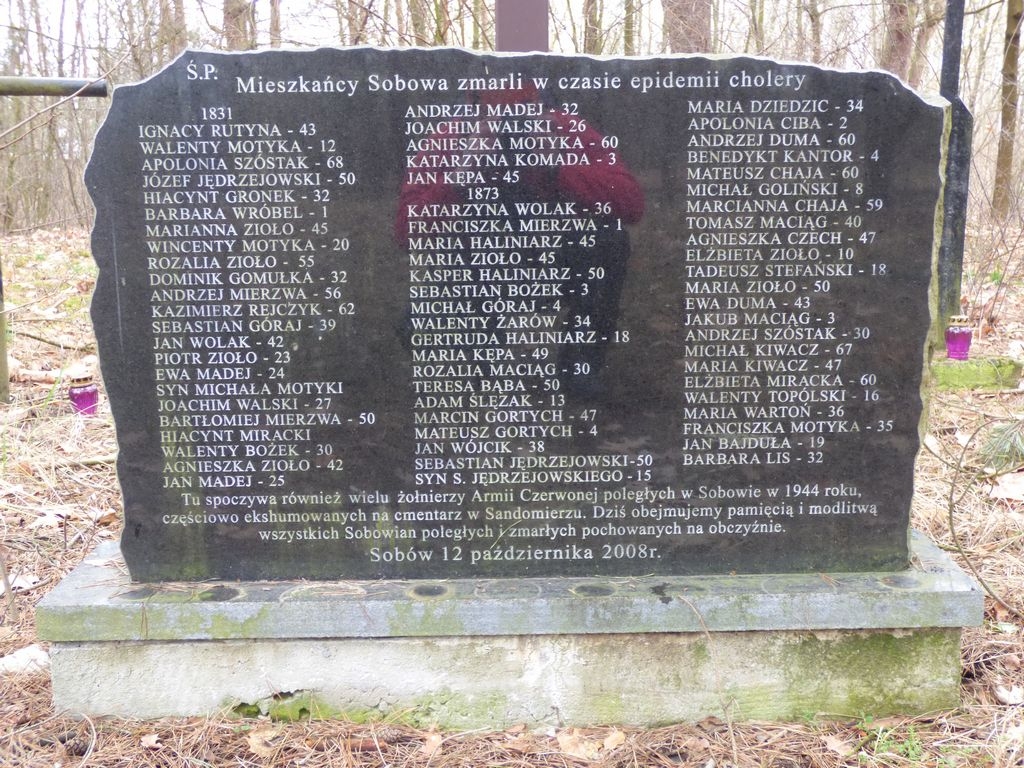 Ś.P. Mieszkańcy Sobowa zmarli w czasie epidemii cholery
1831
IGNACY RUTYNA - 43
WALENTY MOTYKA - 12
APOLONIA SZÓSTAK - 68
JÓZEF JĘDRZEJOWSKI - 50
HIACYNT GRONEK - 32
BARBARA WRÓBEL - 1
MARIANNA ZIOŁO - 45
WINCENTY MOTYKA - 20
ROZALIA ZIOŁO - 55
DOMINIK GOMUŁKA - 32
ANDRZEJ MIERZWA - 56
KAZIMIERZ REJCZYK - 62
SEBASTIAN GÓRAJ - 39
JAN WOLAK - 42
PIOTR ZIOŁO - 23
EWA MADEJ - 24
SYN MICHAŁA MOTYKI
JOACHIM WALSKI - 27
BARTŁOMIEJ MIERZWA - 50
HIACYNT MIRACKI
WALENTY BOŻEK - 30
AGNIESZKA ZIOŁO - 42
JAN MADEJ - 25
ANDRZEJ MADEJ - 32
JOACHIM WALSKI - 26
AGNIESZKA MOTYKA - 60
KATARZYNA KOMADA - 3
JAN KĘPA - 45
1873
KATARZYNA WOLAK - 36
FRANCISZKA MIERZWA - 1
MARIA HALINIARZ - 45
MARIA ZIOŁO - 45
KASPER HALINIARZ - 50
SEBASTIAN BOŻEK - 3
MICHAŁ GÓRAJ - 4
WALENTY ŻARÓW - 34
GERTRUDA HALINIARZ - 18
MARIA KĘPA - 49
ROZALIA MACIĄG - 30
TERESA BĄBA - 50
ADAM ŚLĘZAK - 13
MARCIN GORTYCH - 47
MATEUSZ GORTYCH - 4
JAN WÓJCIK - 38
SEBASTIAN JĘDRZEJOWSKI-50
SYN S. JĘDRZEJOWSKIEGO - 15
MARIA DZIEDZIC - 34
APOLONIA CIBA - 2
ANDRZEJ DUMA - 60
BENEDYKT KANTOR - 4
MATEUSZ CHAJA - 60
MICHAŁ GOLIŃSKI - 8
MARCIANNA CHAJA - 59
TOMASZ MACIĄG - 40
AGNIESZKA CZECH - 47
ELŻBIETA ZIOŁO - 10
TADEUSZ STEFAŃSKI - 18
MARIA ZIOŁO - 50
EWA DUMA - 43
JAKUB MACIĄG - 3
ANDRZEJ SZÓSTAK - 30
MICHAŁ KIWACZ - 67
MARIA KIWACZ - 47
ELŻBIETA MIRACKA - 60
WALENTY TOPÓLSKI - 16
MARIA WARTOŃ - 36
FRANCISZKA MOTYKA - 35
JAN BAJDUŁA - 19
BARBARA LIS - 32
Tu spoczywa również wielu żołnierzy Armii Czerwonej poległych w Sobowie w 1944 roku,
częściowo ekshumowanych na cmentarz w Sandomierzu. Dziś obejmujemy pamięcią i modlitwą
wszystkich Sobowian poległych i zmarłych pochowanych na obczyźnie.
Sobów 12 października 2008r.